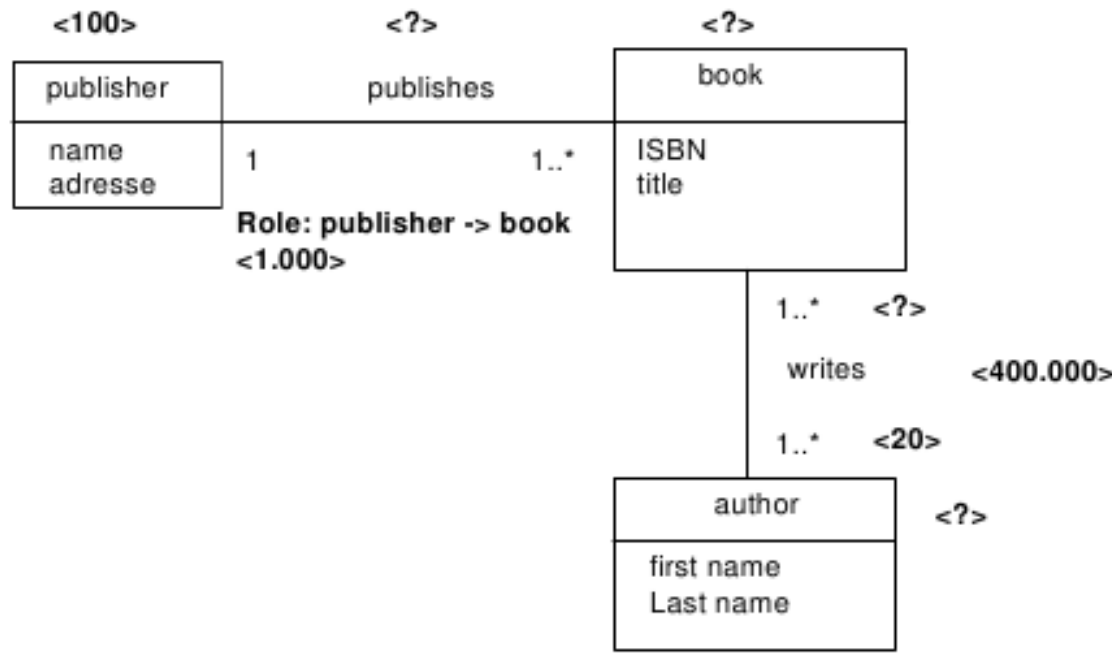 <100>
<?>
<?>
publisher
publishes
book
name
adresse
1
1..*
ISBN
title
Role: publisher -> book
<1.000>
1..* <?>
writes <400.000>
1..* <20>
author
<?>
first name
Last name